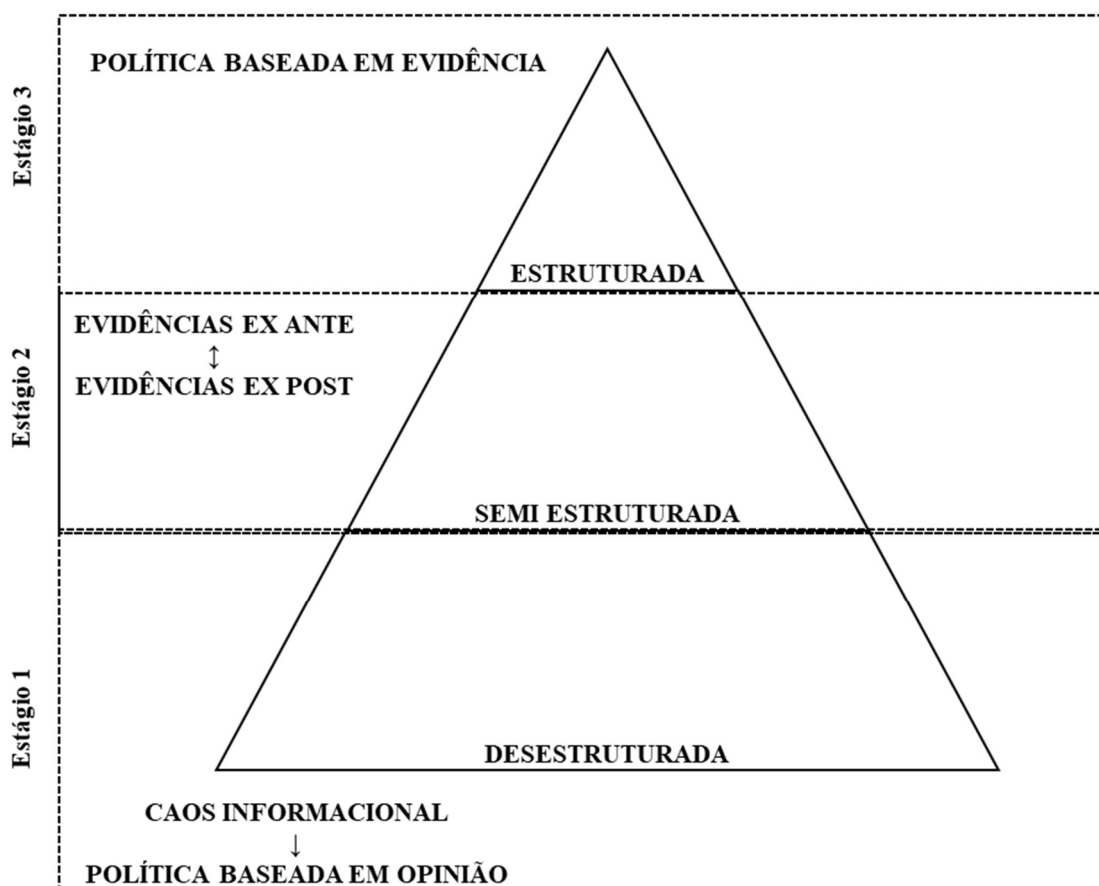 Estágio 3
POLÍTICA BASEADA EM EVIDÊNCIA
ESTRUTURADA
Estágio 2
EVIDÊNCIAS EX ANTE
↕
EVIDÊNCIAS EX POST
SEMI ESTRUTURADA
Estágio 1
DESESTRUTURADA
CAOS INFORMACIONAL
↓
POLÍTICA BASEADA EM OPINIÃO